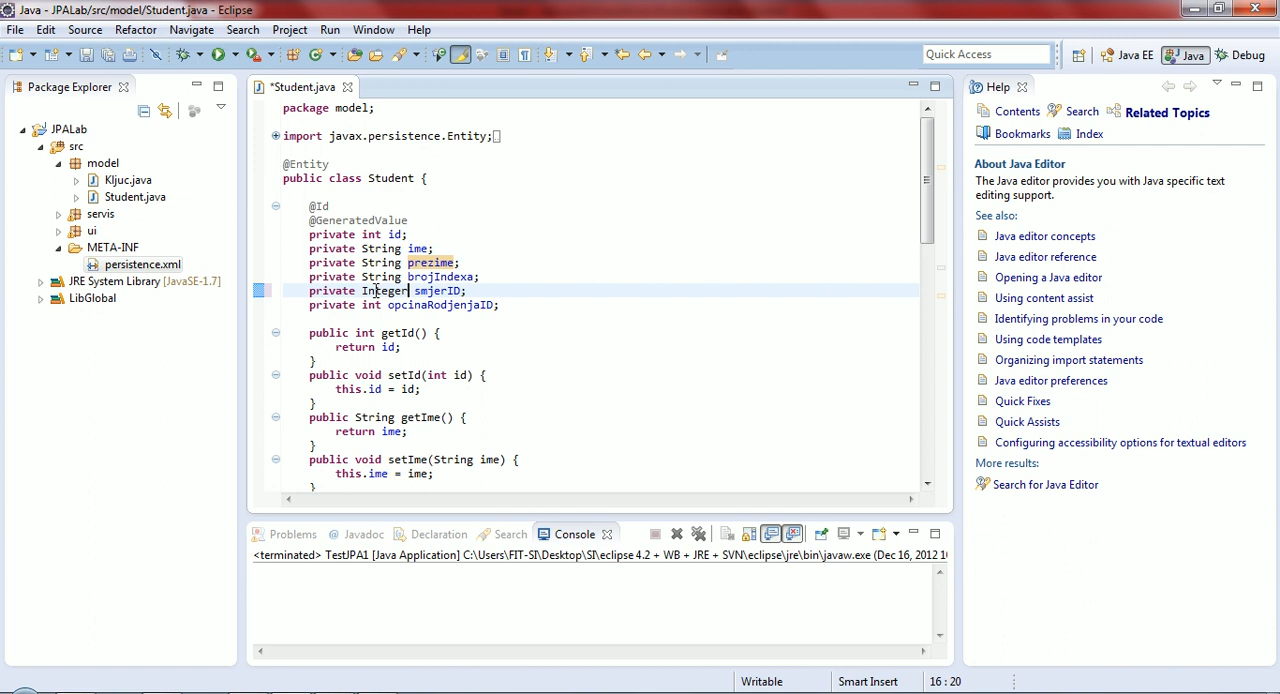 Java - JPALab/src/model/Student.java - Eclipse
File Edit Source Refactor Navigate Search Project Run Window Help
Quick Access
Java EE
Java
Debug
Package Explorer
JPALab
src
model
Kljuc.java
Student.java
servis
ui
META-INF
persistence.xml
JRE System Library [JavaSE-1.7]
LibGlobal
*Student.java
package model;
import javax.persistence.Entity;
@Entity
public class Student {
@Id
@GeneratedValue
private int id;
private String ime;
private String prezime;
private String brojIndexa;
private Integer smjerID;
private int opcinaRodjenjaID;
public int getId() {
return id;
}
public void setId(int id) {
this.id = id;
}
public String getIme() {
return ime;
}
public void setIme(String ime) {
this.ime = ime;
}
Problems @ Javadoc Declaration Search Console
<terminated> TestJPA1 [Java Application] C:\Users\FIT-SI\Desktop\SI\eclipse 4.2 + WB + JRE + SVN\eclipse\jre\bin\javaw.exe (Dec 16, 2012 1
Help
Contents Search Related Topics
Bookmarks Index
About Java Editor
The Java editor provides you with Java specific text
editing support.
See also:
Java editor concepts
Java editor reference
Opening a Java editor
Using content assist
Identifying problems in your code
Using code templates
Organizing import statements
Java editor preferences
Quick Fixes
Quick Assists
Configuring accessibility options for textual editors
More results:
Search for Java Editor
Writable
Smart Insert
16 : 20